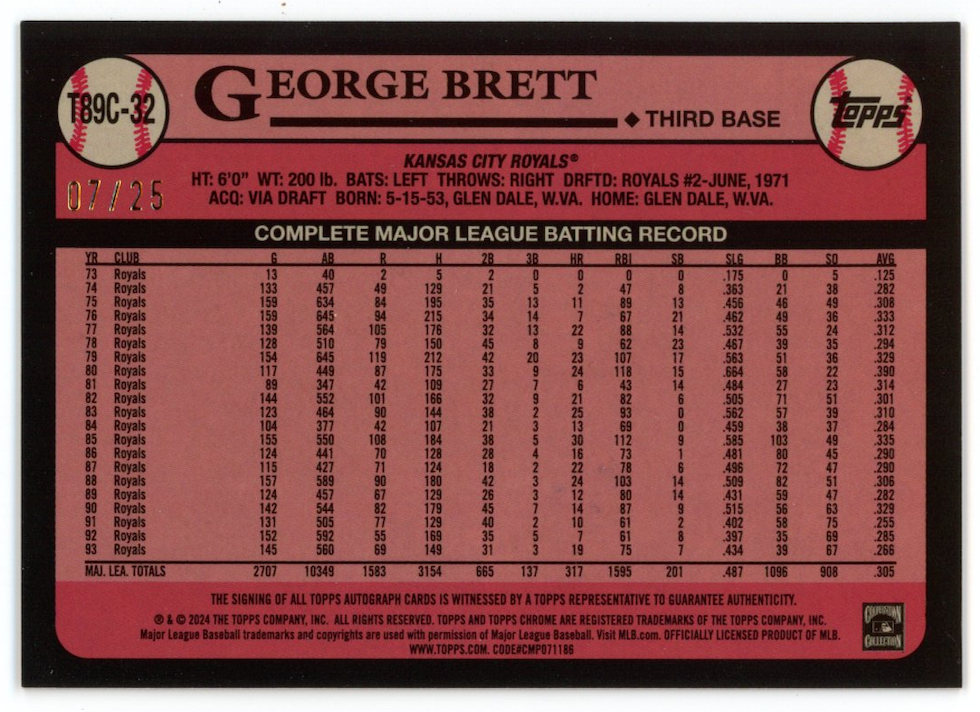 T89C-32
GEORGE BRETT
◆ THIRD BASE
Topps
07/25
KANSAS CITY ROYALS®
HT: 6'0" WT: 200 lb. BATS: LEFT THROWS: RIGHT DRFTD: ROYALS #2-JUNE, 1971
ACQ: VIA DRAFT BORN: 5-15-53, GLEN DALE, W.VA. HOME: GLEN DALE, W.VA.
COMPLETE MAJOR LEAGUE BATTING RECORD
YR CLUB G AB R H 2B 3B HR RBI SB SLG BB SO AVG
73 Royals 13 40 2 5 2 0 0 0 0 .175 0 5 .125
74 Royals 133 457 49 129 21 5 2 47 8 .363 21 38 .282
75 Royals 159 634 84 195 35 13 11 89 13 .456 46 49 .308
76 Royals 159 645 94 215 34 14 7 67 21 .462 49 36 .333
77 Royals 139 564 105 176 32 13 22 88 14 .532 55 24 .312
78 Royals 128 510 79 150 45 8 9 62 23 .467 39 35 .294
79 Royals 154 645 119 212 42 20 23 107 17 .563 51 36 .329
80 Royals 117 449 87 175 33 9 24 118 15 .664 58 22 .390
81 Royals 89 347 42 109 27 7 6 43 14 .484 27 23 .314
82 Royals 144 552 101 166 32 9 21 82 6 .505 71 51 .301
83 Royals 123 464 90 144 38 2 25 93 0 .562 57 39 .310
84 Royals 104 377 42 107 21 3 13 69 0 .459 38 37 .284
85 Royals 155 550 108 184 38 5 30 112 9 .585 103 49 .335
86 Royals 124 441 70 128 28 4 16 73 1 .481 80 45 .290
87 Royals 115 427 71 124 18 2 22 78 6 .496 72 47 .290
88 Royals 157 589 90 180 42 3 24 103 14 .509 82 51 .306
89 Royals 124 457 67 129 26 3 12 80 14 .431 59 47 .282
90 Royals 142 544 82 179 45 7 14 87 9 .515 56 63 .329
91 Royals 131 505 77 129 40 2 10 61 2 .402 58 75 .255
92 Royals 152 592 55 169 35 5 7 61 8 .397 35 69 .285
93 Royals 145 560 69 149 31 3 19 75 7 .434 39 67 .266
MAJ. LEA. TOTALS 2707 10349 1583 3154 665 137 317 1595 201 .487 1096 908 .305
THE SIGNING OF ALL TOPPS AUTOGRAPH CARDS IS WITNESSED BY A TOPPS REPRESENTATIVE TO GUARANTEE AUTHENTICITY.
® & © 2024 THE TOPPS COMPANY, INC. ALL RIGHTS RESERVED. TOPPS AND TOPPS CHROME ARE REGISTERED TRADEMARKS OF THE TOPPS COMPANY, INC.
Major League Baseball trademarks and copyrights are used with permission of Major League Baseball. Visit MLB.com. OFFICIALLY LICENSED PRODUCT OF MLB.
WWW.TOPPS.COM. CODE#CMP071186
COOPERSTOWN
COLLECTION